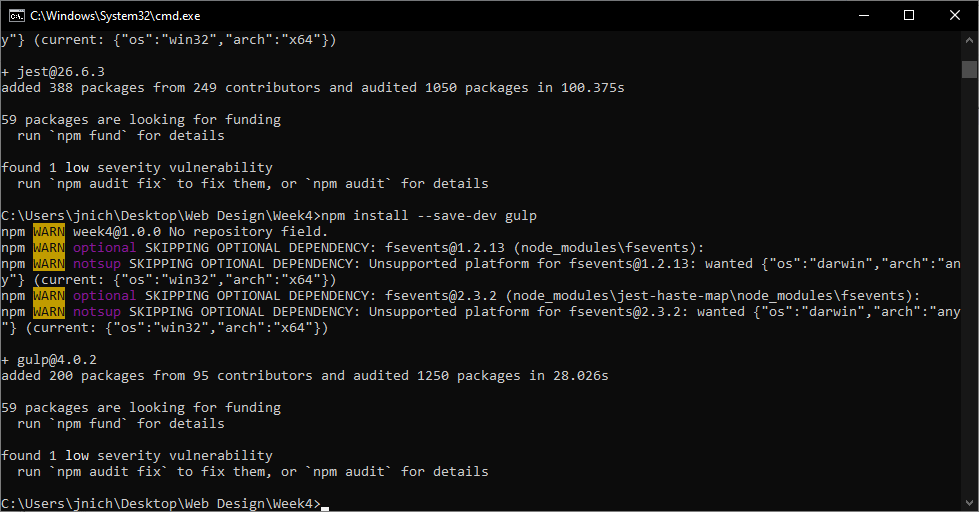 C:\Windows\System32\cmd.exe
y"} (current: {"os":"win32","arch":"x64"})
+ jest@26.6.3
added 388 packages from 249 contributors and audited 1050 packages in 100.375s
59 packages are looking for funding
  run `npm fund` for details
found 1 low severity vulnerability
  run `npm audit fix` to fix them, or `npm audit` for details
C:\Users\jnich\Desktop\Web Design\Week4>npm install --save-dev gulp
npm WARN week4@1.0.0 No repository field.
npm WARN optional SKIPPING OPTIONAL DEPENDENCY: fsevents@1.2.13 (node_modules\fsevents):
npm WARN notsup SKIPPING OPTIONAL DEPENDENCY: Unsupported platform for fsevents@1.2.13: wanted {"os":"darwin","arch":"an
y"} (current: {"os":"win32","arch":"x64"})
npm WARN optional SKIPPING OPTIONAL DEPENDENCY: fsevents@2.3.2 (node_modules\jest-haste-map\node_modules\fsevents):
npm WARN notsup SKIPPING OPTIONAL DEPENDENCY: Unsupported platform for fsevents@2.3.2: wanted {"os":"darwin","arch":"any
"} (current: {"os":"win32","arch":"x64"})
+ gulp@4.0.2
added 200 packages from 95 contributors and audited 1250 packages in 28.026s
59 packages are looking for funding
  run `npm fund` for details
found 1 low severity vulnerability
  run `npm audit fix` to fix them, or `npm audit` for details
C:\Users\jnich\Desktop\Web Design\Week4>